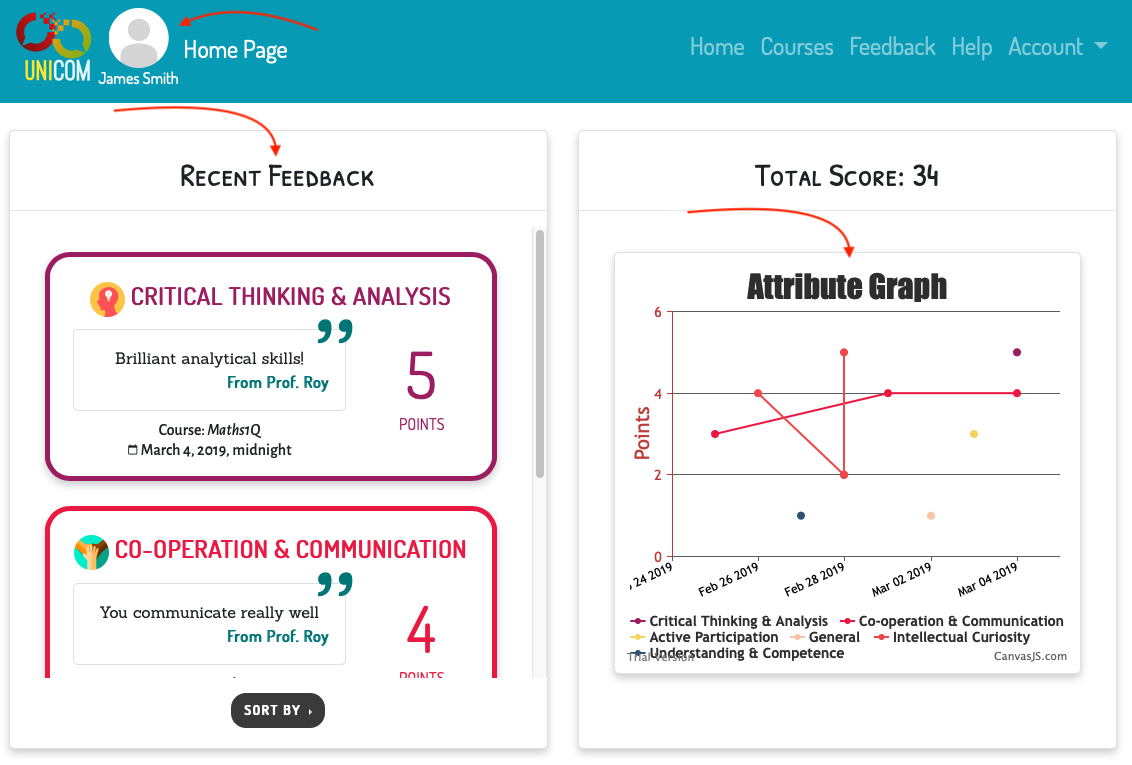 UNICOM
James Smith
Home Page
Home Courses Feedback Help Account
Recent Feedback
CRITICAL THINKING & ANALYSIS
Brilliant analytical skills!
From Prof. Roy
Course: Maths1Q
March 4, 2019, midnight
5
POINTS
CO-OPERATION & COMMUNICATION
You communicate really well
From Prof. Roy
4
POINTS
SORT BY
Total Score: 34
Attribute Graph
Points
6
4
2
0
24 2019
Feb 26 2019
Feb 28 2019
Mar 02 2019
Mar 04 2019
Critical Thinking & Analysis Co-operation & Communication
Active Participation General Intellectual Curiosity
Understanding & Competence
Trial Version
CanvasJS.com